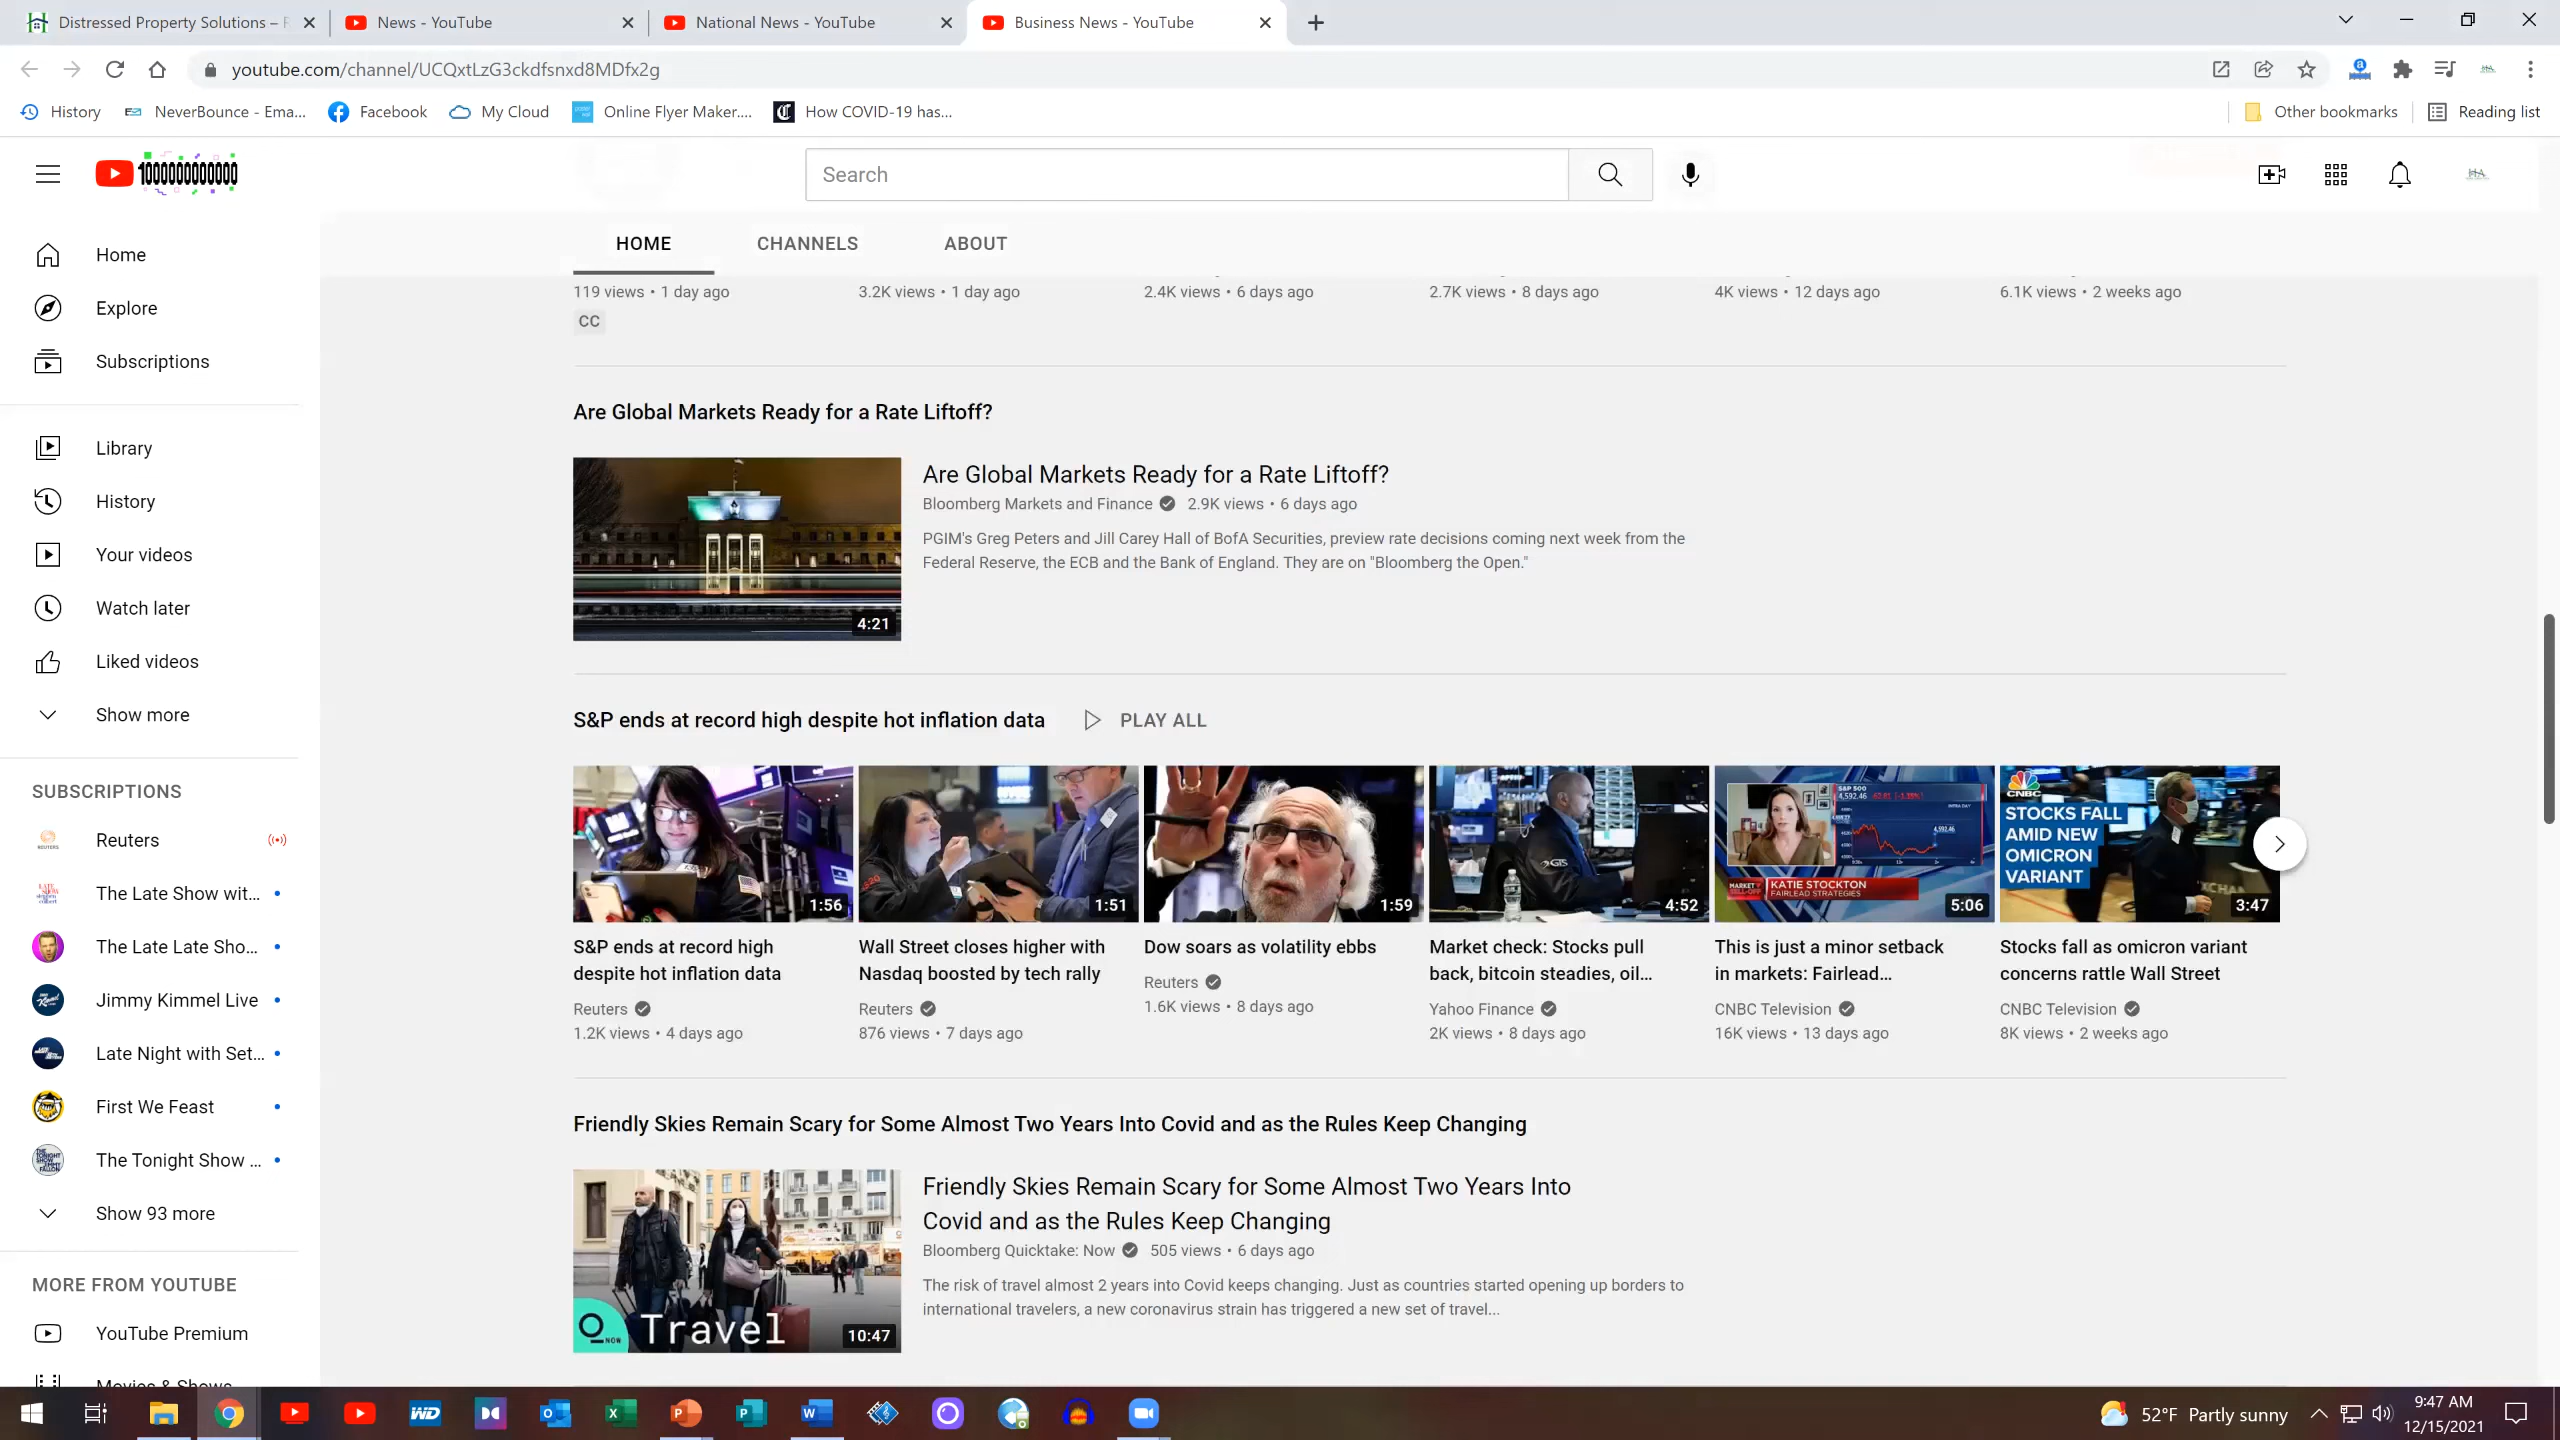 Distressed Property Solutions –
News - YouTube
National News - YouTube
Business News - YouTube
youtube.com/channel/UCQxtLzG3ckdfsnxd8MDfx2g
History
NeverBounce - Ema...
Facebook
My Cloud
Online Flyer Maker....
How COVID-19 has...
Other bookmarks
Reading list
1000000000000
Search
Home
Explore
Subscriptions
Library
History
Your videos
Watch later
Liked videos
Show more
SUBSCRIPTIONS
Reuters
The Late Show wit...
The Late Late Sho...
Jimmy Kimmel Live
Late Night with Set...
First We Feast
The Tonight Show ...
Show 93 more
MORE FROM YOUTUBE
YouTube Premium
Movies & Shows
HOME
CHANNELS
ABOUT
119 views • 1 day ago
CC
3.2K views • 1 day ago
2.4K views • 6 days ago
2.7K views • 8 days ago
4K views • 12 days ago
6.1K views • 2 weeks ago
Are Global Markets Ready for a Rate Liftoff?
4:21
Are Global Markets Ready for a Rate Liftoff?
Bloomberg Markets and Finance 2.9K views • 6 days ago
PGIM's Greg Peters and Jill Carey Hall of BofA Securities, preview rate decisions coming next week from the
Federal Reserve, the ECB and the Bank of England. They are on "Bloomberg the Open."
S&P ends at record high despite hot inflation data
PLAY ALL
1:56
S&P ends at record high
despite hot inflation data
Reuters
1.2K views • 4 days ago
1:51
Wall Street closes higher with
Nasdaq boosted by tech rally
Reuters
876 views • 7 days ago
1:59
Dow soars as volatility ebbs
Reuters
1.6K views • 8 days ago
GTS
4:52
Market check: Stocks pull
back, bitcoin steadies, oil...
Yahoo Finance
2K views • 8 days ago
S&P 500
4,592.46
KATIE STOCKTON
FAIRLEAD STRATEGIES
5:06
This is just a minor setback
in markets: Fairlead...
CNBC Television
16K views • 13 days ago
CNBC
STOCKS FALL
AMID NEW
OMICRON
VARIANT
3:47
Stocks fall as omicron variant
concerns rattle Wall Street
CNBC Television
8K views • 2 weeks ago
Friendly Skies Remain Scary for Some Almost Two Years Into Covid and as the Rules Keep Changing
NOW
Travel
10:47
Friendly Skies Remain Scary for Some Almost Two Years Into
Covid and as the Rules Keep Changing
Bloomberg Quicktake: Now 505 views • 6 days ago
The risk of travel almost 2 years into Covid keeps changing. Just as countries started opening up borders to
international travelers, a new coronavirus strain has triggered a new set of travel...
WD
52°F Partly sunny
9:47 AM
12/15/2021